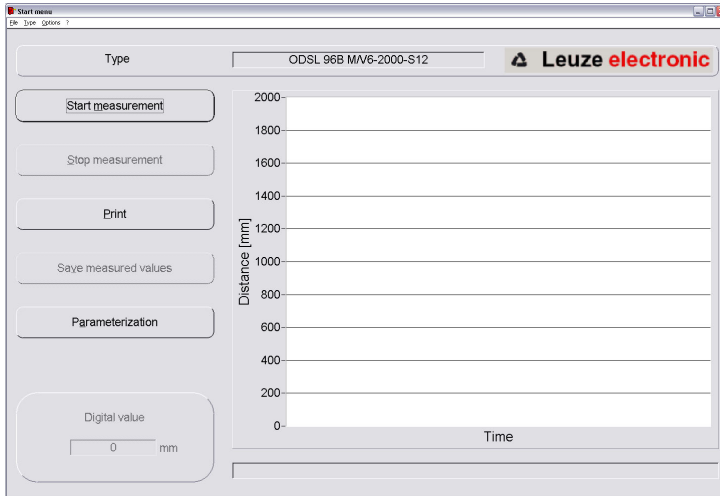 Start menu
File Type Options ?
Type
ODSL 96B M/V6-2000-S12
Leuze electronic
Start measurement
Stop measurement
Print
Save measured values
Parameterization
Digital value
0 mm
Distance [mm]
2000
1800
1600
1400
1200
1000
800
600
400
200
0
Time